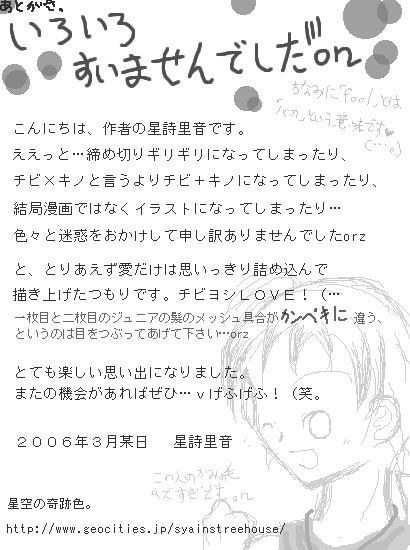 あとがき。
いろいろ
すいませんでしたorz
ちなみに「fool」とは
「バカ」という意味です♥
(…。)
こんにちは、作者の星詩里音です。
ええっと…締め切りギリギリになってしまったり、
チビ×キノと言うよりチビ＋キノになってしまったり、
結局漫画ではなくイラストになってしまったり…
色々と迷惑をおかけして申し訳ありませんでしたorz
と、とりあえず愛だけは思いっきり詰め込んで
描き上げたつもりです。チビヨシＬＯＶＥ！（…
一枚目と二枚目のジュニアの髪のメッシュ具合がカンペキに違う、
というのは目をつぶってあげて下さい…orz
とても楽しい思い出になりました。
またの機会があればぜひ…ｖげふげふ！（笑。
２００６年３月某日　星詩里音
この人のかみの毛
ムズすぎです。orz
星空の奇跡色。
http://www.geocities.jp/syainstreehouse/